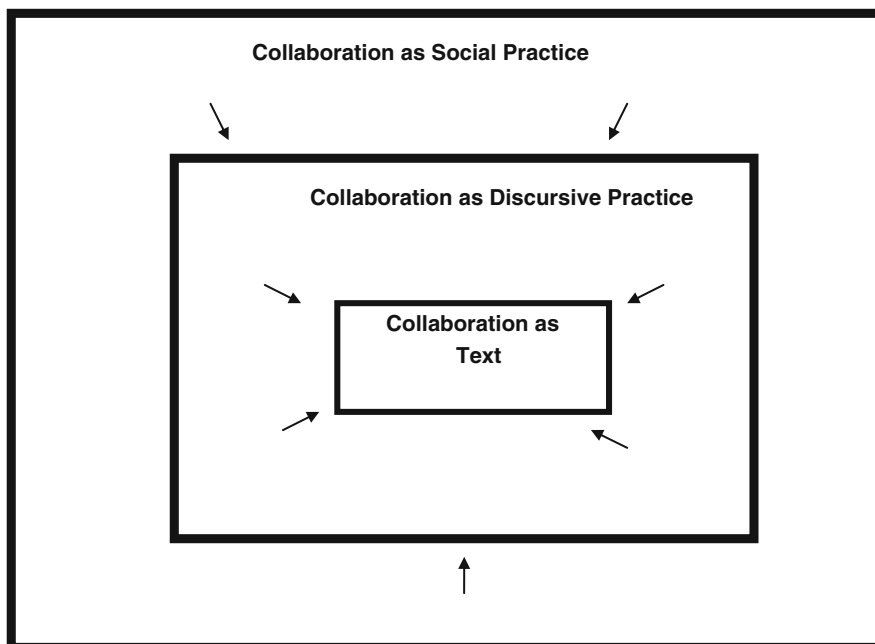 Collaboration as Social Practice
Collaboration as Discursive Practice
Collaboration as
Text